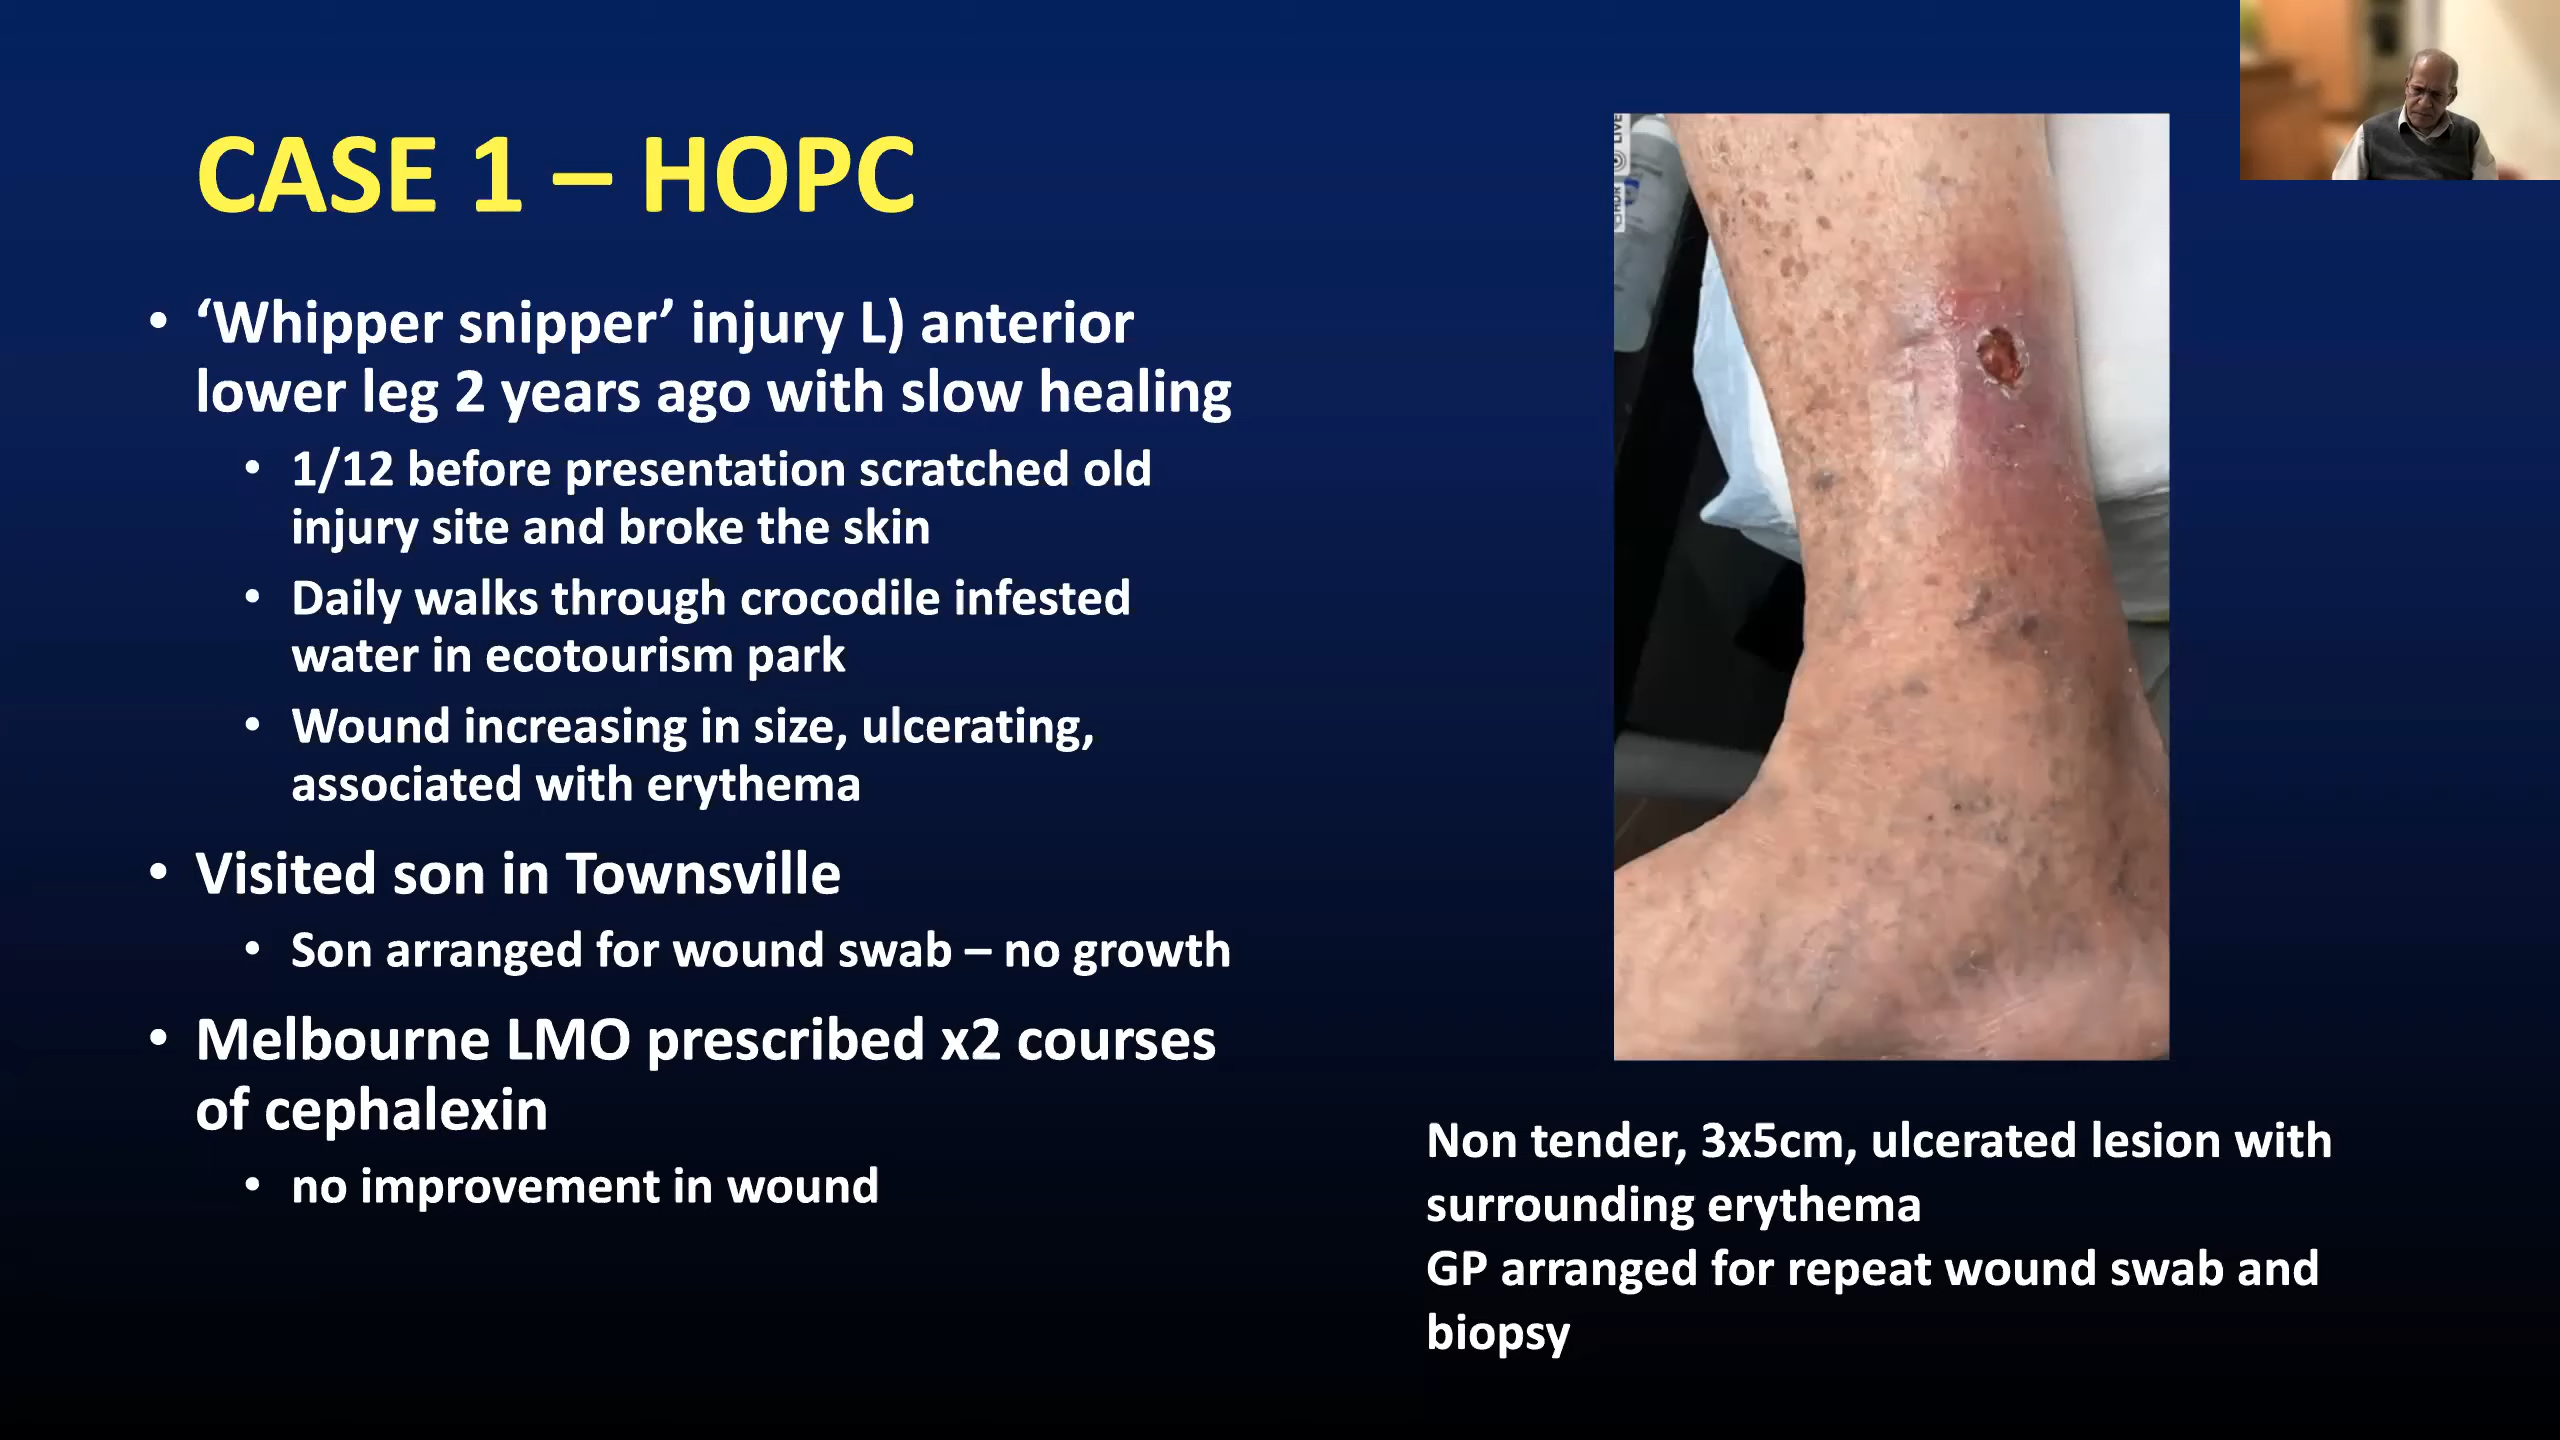 CASE 1 – HOPC
• ‘Whipper snipper’ injury L) anterior
lower leg 2 years ago with slow healing
• 1/12 before presentation scratched old
injury site and broke the skin
• Daily walks through crocodile infested
water in ecotourism park
• Wound increasing in size, ulcerating,
associated with erythema
• Visited son in Townsville
• Son arranged for wound swab – no growth
• Melbourne LMO prescribed x2 courses
of cephalexin
• no improvement in wound
LIVE
HDR
Non tender, 3x5cm, ulcerated lesion with
surrounding erythema
GP arranged for repeat wound swab and
biopsy